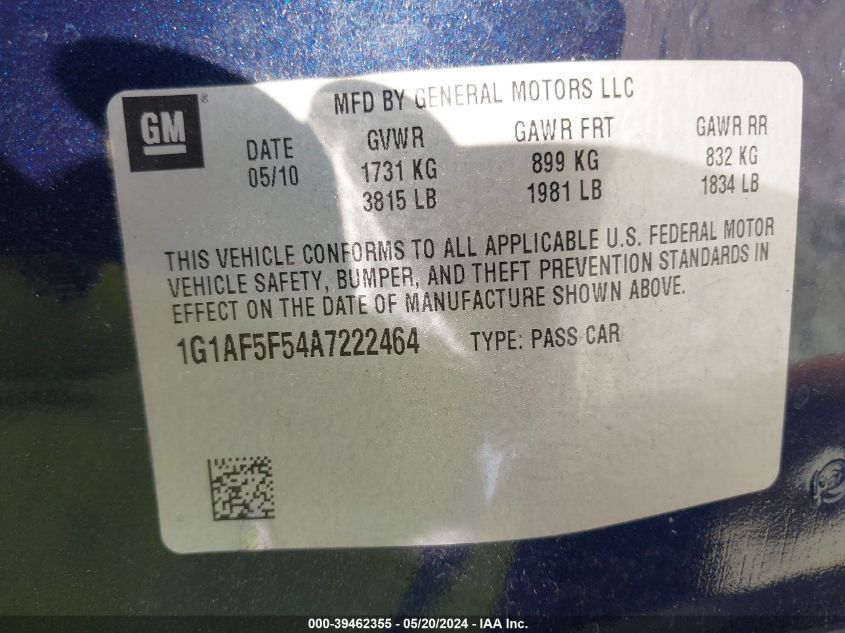 MFD BY GENERAL MOTORS LLC
GM ®
DATE GVWR GAWR FRT GAWR RR
05/10 1731 KG 899 KG 832 KG
3815 LB 1981 LB 1834 LB
THIS VEHICLE CONFORMS TO ALL APPLICABLE U.S. FEDERAL MOTOR
VEHICLE SAFETY, BUMPER, AND THEFT PREVENTION STANDARDS IN
EFFECT ON THE DATE OF MANUFACTURE SHOWN ABOVE.
1G1AF5F54A7222464 TYPE: PASS CAR
000-39462355 - 05/20/2024 - IAA Inc.